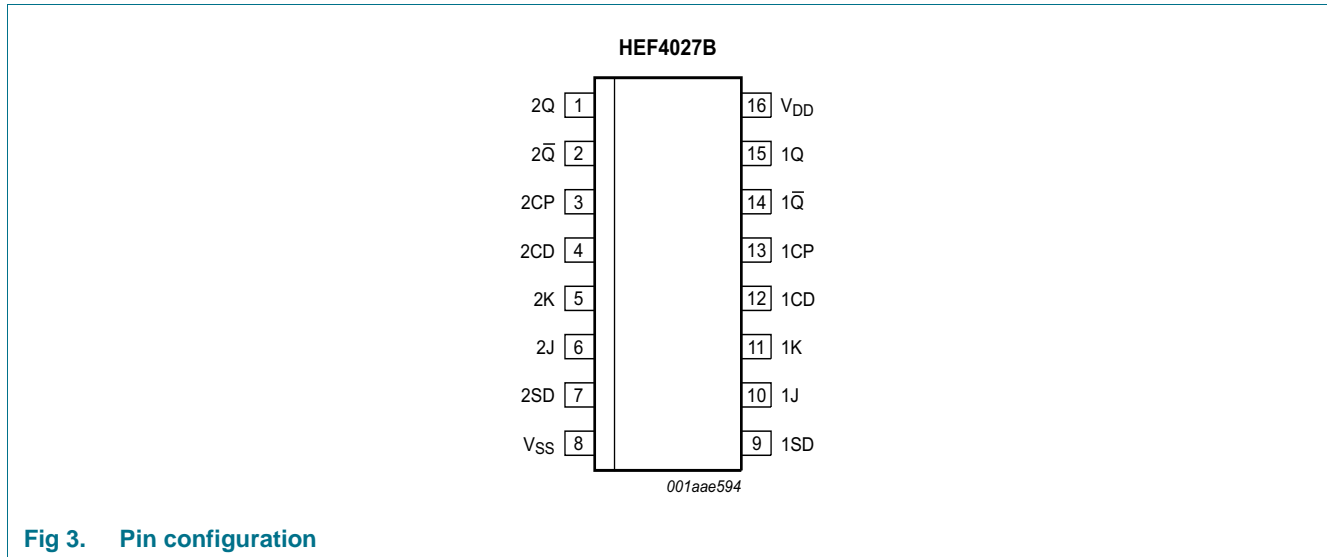 HEF4027B
2Q 1 16 VDD
2Q̅ 2 15 1Q
2CP 3 14 1Q̅
2CD 4 13 1CP
2K 5 12 1CD
2J 6 11 1K
2SD 7 10 1J
VSS 8 9 1SD
001aae594
Fig 3. Pin configuration